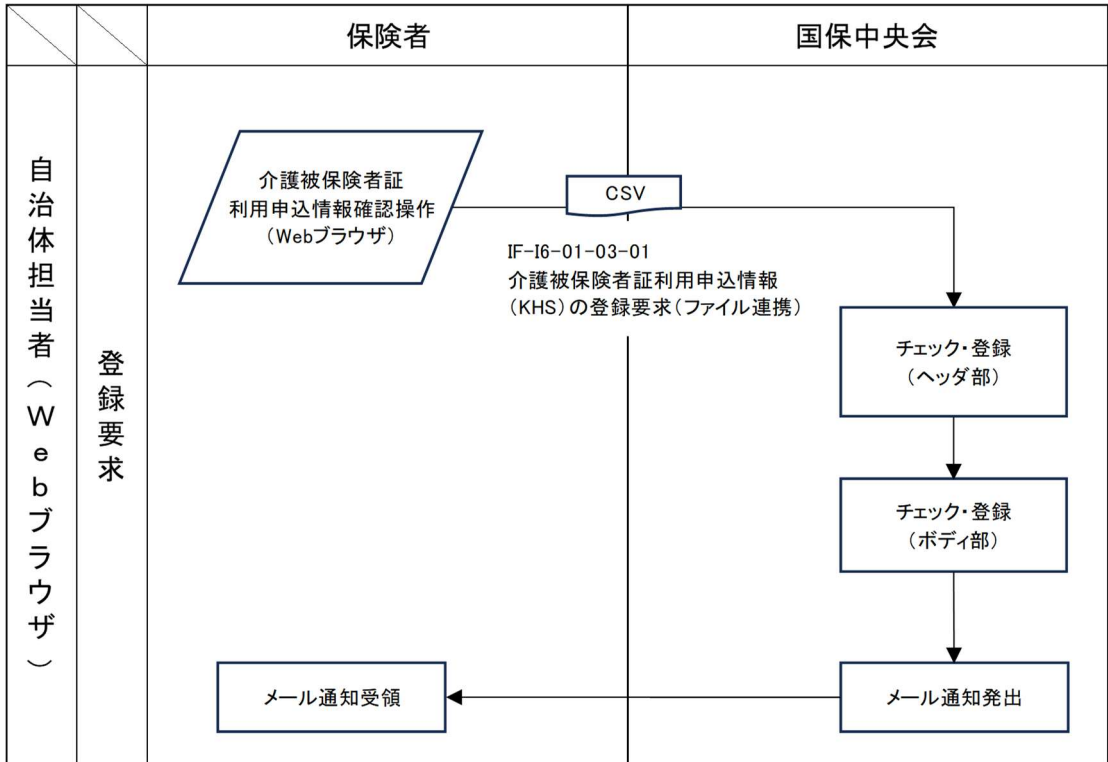 保険者
国保中央会
自治体担当者（Webブラウザ）
登録要求
介護被保険者証
利用申込情報確認操作
（Webブラウザ）
CSV
IF-I6-01-03-01
介護被保険者証利用申込情報
（KHS）の登録要求（ファイル連携）
チェック・登録
（ヘッダ部）
チェック・登録
（ボディ部）
メール通知受領
メール通知発出